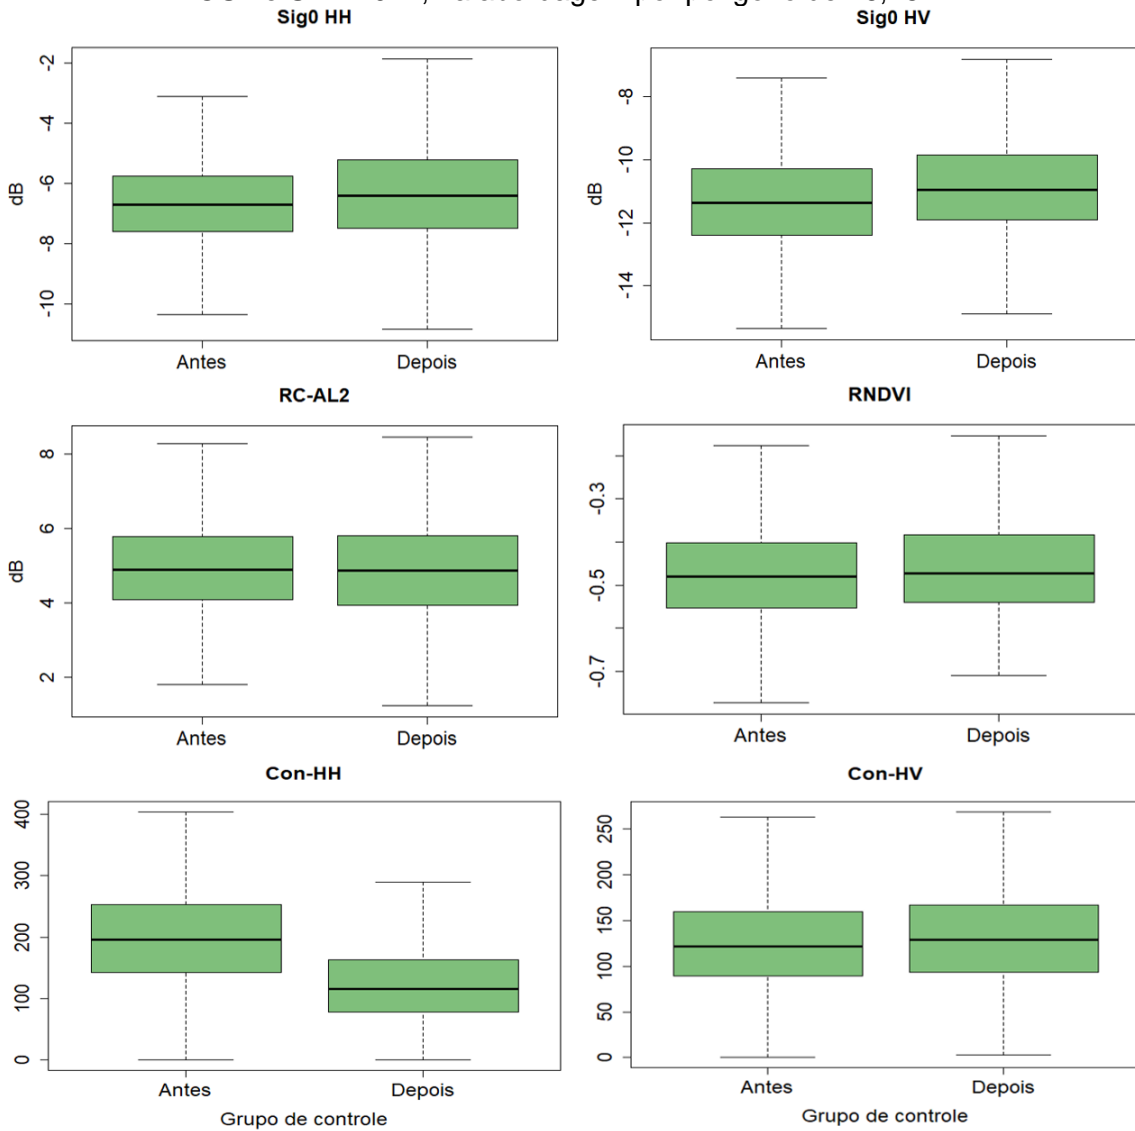 Sig0 HH
Sig0 HV
-2
-4
-6
-8
-10
dB
Antes
Depois
-8
-10
-12
-14
dB
Antes
Depois
RC-AL2
RNDVI
8
6
4
2
dB
Antes
Depois
-0.3
-0.5
-0.7
Antes
Depois
Con-HH
Con-HV
400
300
200
100
0
Antes
Depois
Grupo de controle
250
200
150
100
50
0
Antes
Depois
Grupo de controle